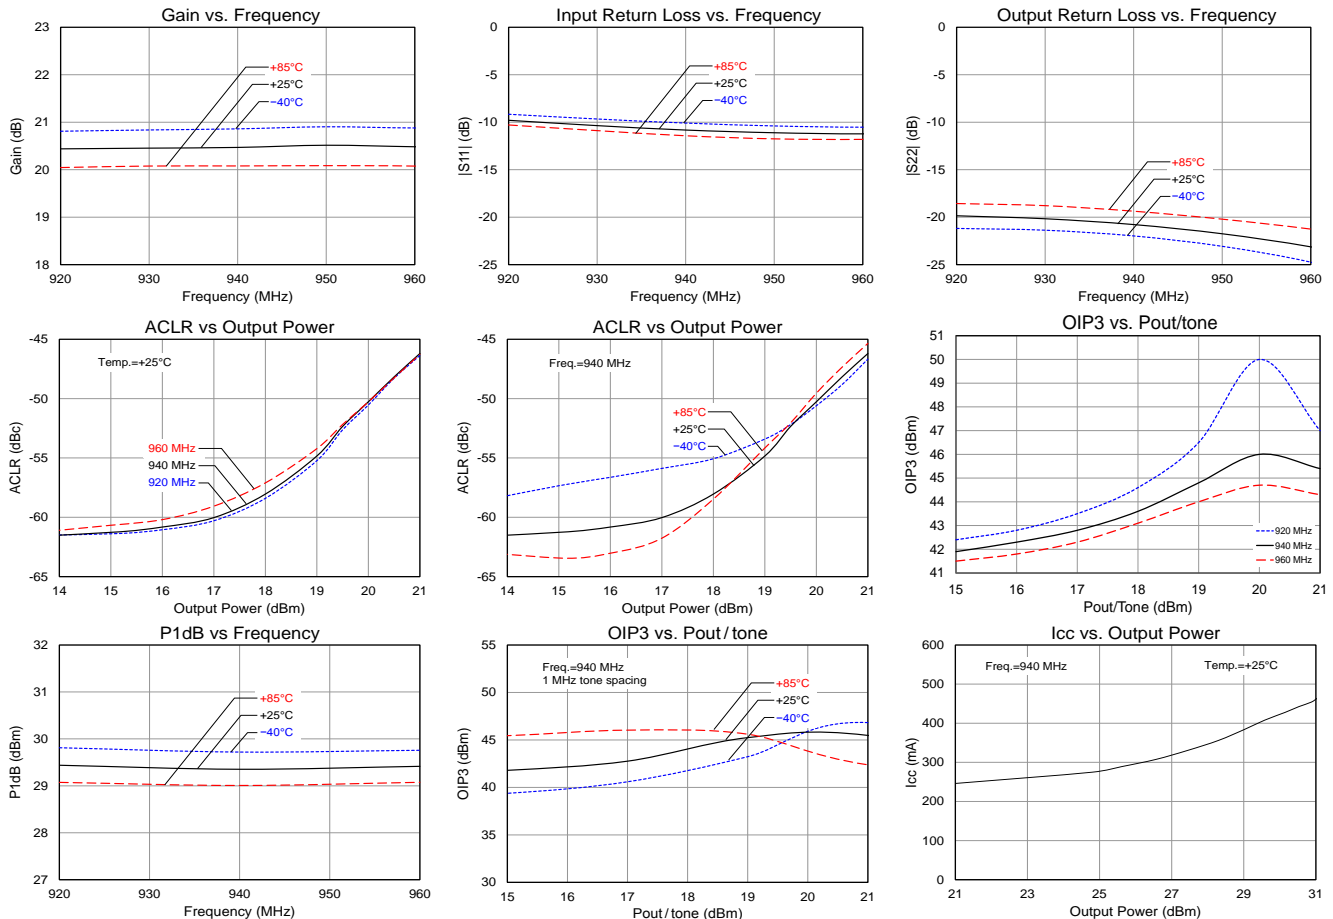 Gain vs. Frequency
23
22
21
20
19
18
Gain (dB)
+85°C
+25°C
−40°C
920 930 940 950 960
Frequency (MHz)
Input Return Loss vs. Frequency
-0
-5
-10
-15
-20
-25
|S11| (dB)
+85°C
+25°C
−40°C
920 930 940 950 960
Frequency (MHz)
Output Return Loss vs. Frequency
-0
-5
-10
-15
-20
-25
|S22| (dB)
+85°C
+25°C
−40°C
920 930 940 950 960
Frequency (MHz)
ACLR vs Output Power
-45
-50
-55
-60
-65
ACLR (dBc)
Temp.=+25°C
960 MHz
940 MHz
920 MHz
14 15 16 17 18 19 20 21
Output Power (dBm)
ACLR vs Output Power
-45
-50
-55
-60
-65
ACLR (dBc)
Freq.=940 MHz
+85°C
+25°C
−40°C
14 15 16 17 18 19 20 21
Output Power (dBm)
OIP3 vs. Pout/tone
51
50
49
48
47
46
45
44
43
42
41
OIP3 (dBm)
920 MHz
940 MHz
960 MHz
15 16 17 18 19 20 21
Pout/Tone (dBm)
P1dB vs Frequency
32
31
30
29
28
27
P1dB (dBm)
+85°C
+25°C
−40°C
920 930 940 950 960
Frequency (MHz)
OIP3 vs. Pout / tone
55
50
45
40
35
30
OIP3 (dBm)
Freq.=940 MHz
1 MHz tone spacing
+85°C
+25°C
−40°C
15 16 17 18 19 20 21
Pout / tone (dBm)
Icc vs. Output Power
600
500
400
300
200
100
0
Icc (mA)
Freq.=940 MHz
Temp.=+25°C
21 23 25 27 29 31
Output Power (dBm)